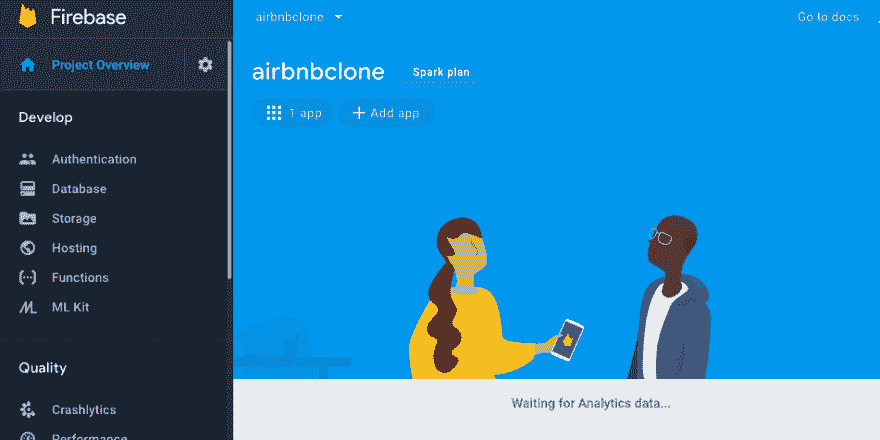 Firebase
Project Overview
Develop
Authentication
Database
Storage
Hosting
Functions
ML Kit
Quality
Crashlytics
Performance
airbnbclone
Go to docs
airbnbclone Spark plan
1 app + Add app
Waiting for Analytics data...